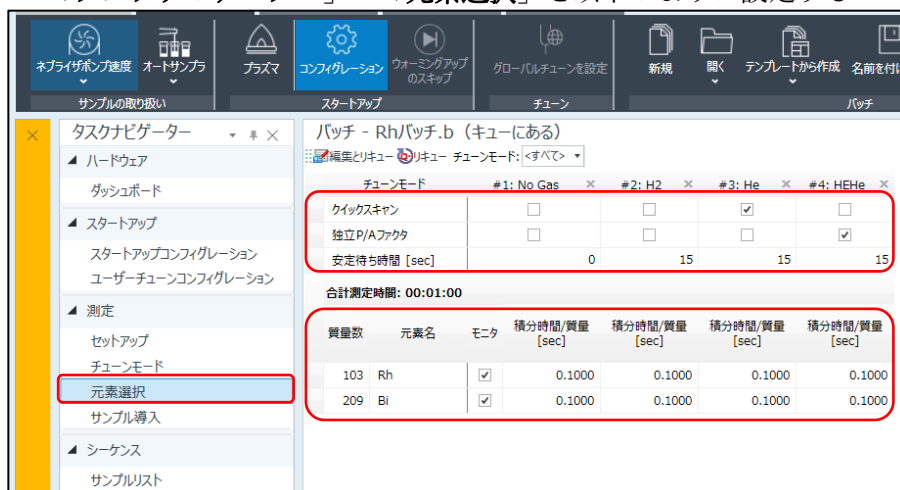 元素選択
ネブライザポンプ速度 オートサンプラ プラズマ コンフィグレーション ウォーミングアップのスキップ グローバルチューンを設定 新規 開く テンプレートから作成 名前を付け
サンプルの取り扱い スタートアップ チューン バッチ
タスクナビゲーター
バッチ - Rhバッチ.b (キューにある)
編集とリキュー リキュー チューンモード: <すべて>
チューンモード #1: No Gas #2: H2 #3: He #4: HEHe
クイックスキャン
独立P/Aファクタ
安定待ち時間 [sec] 0 15 15 15
合計測定時間: 00:01:00
質量数 元素名 モニタ 積分時間/質量 [sec] 積分時間/質量 [sec] 積分時間/質量 [sec] 積分時間/質量 [sec]
103 Rh 0.1000 0.1000 0.1000 0.1000
209 Bi 0.1000 0.1000 0.1000 0.1000
ハードウェア
ダッシュボード
スタートアップ
スタートアップコンフィグレーション
ユーザーチューンコンフィグレーション
測定
セットアップ
チューンモード
元素選択
サンプル導入
シーケンス
サンプルリスト